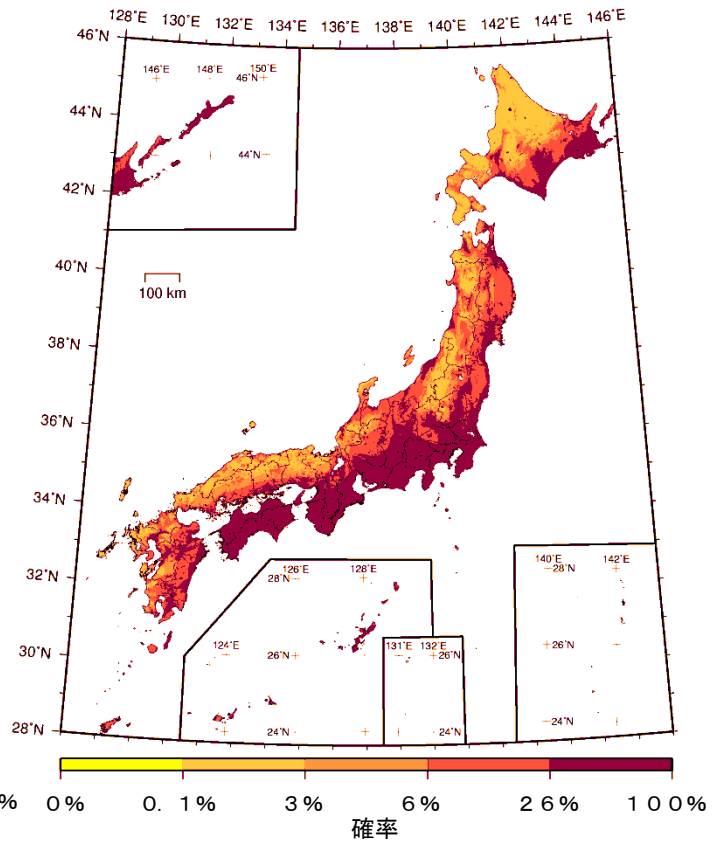 128°E 130°E 132°E 134°E 136°E 138°E 140°E 142°E 144°E 146°E
46°N
146°E 148°E 150°E
46°N
44°N
44°N
42°N
40°N
100 km
38°N
36°N
34°N
32°N
126°E 128°E
28°N
140°E 142°E
28°N
124°E
26°N
131°E 132°E
26°N
26°N
30°N
24°N
24°N
24°N
28°N
% 0% 0.1% 3% 6% 26% 100%
確率